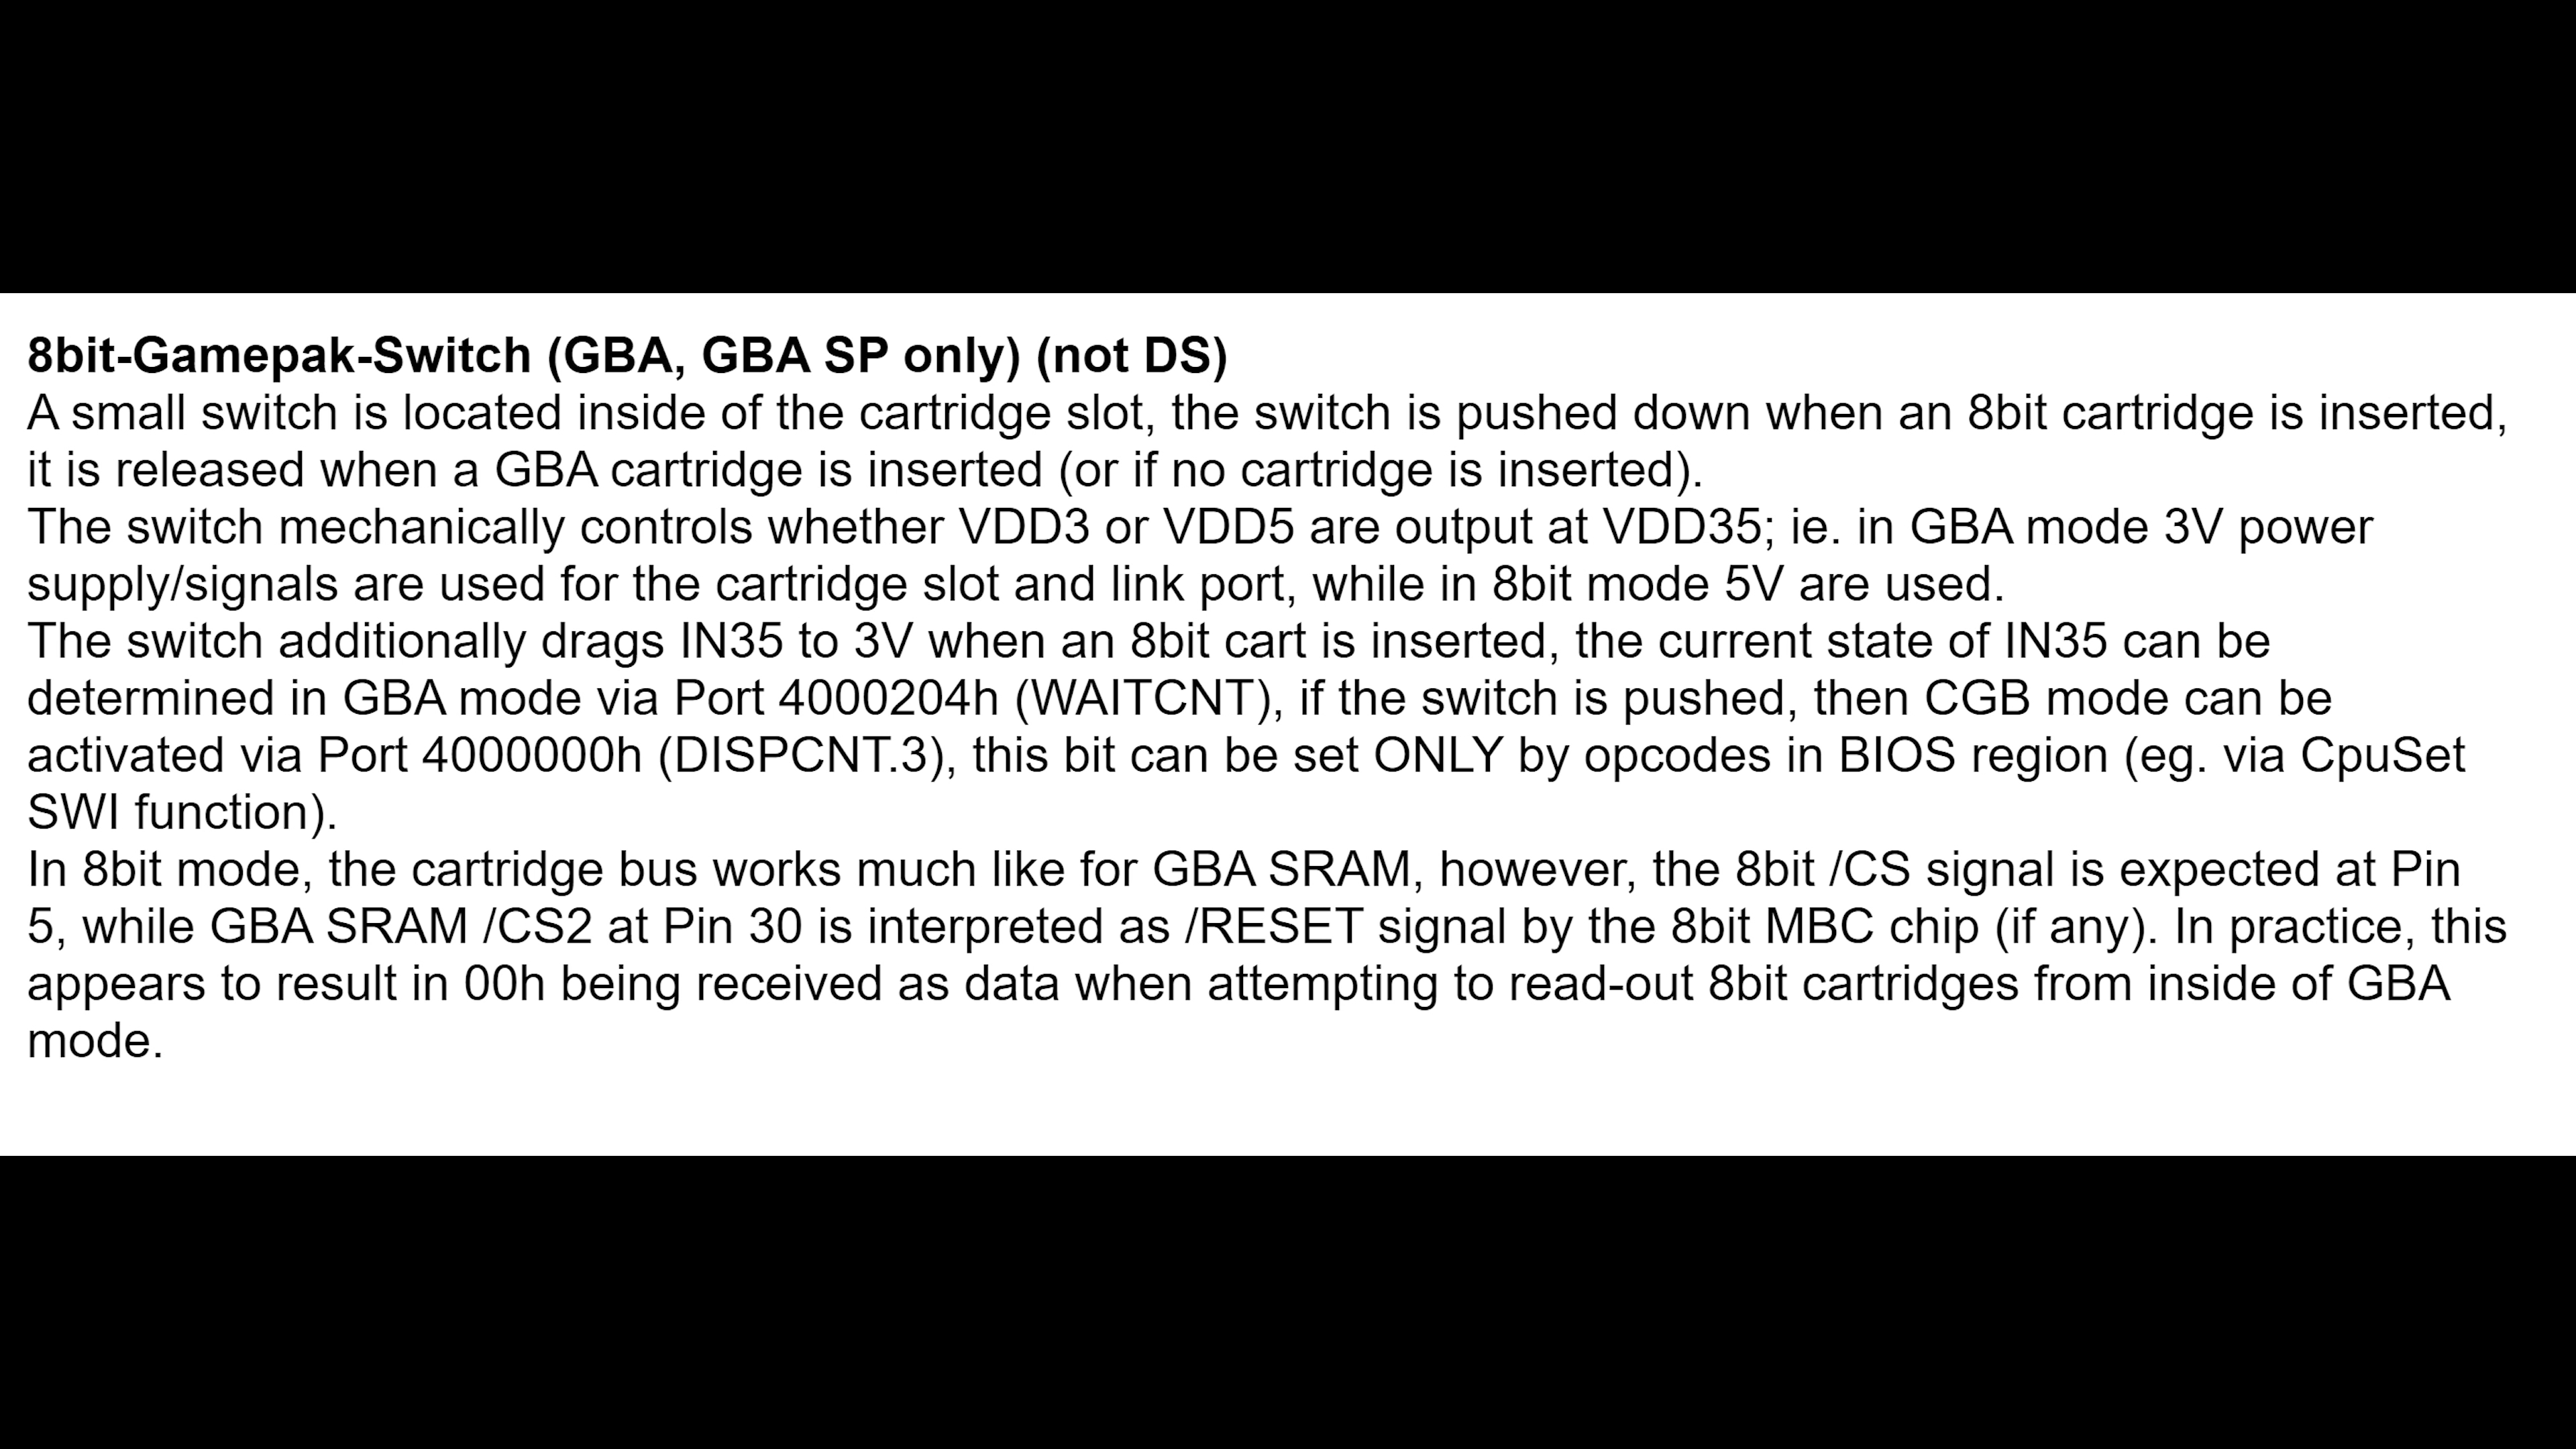 8bit-Gamepak-Switch (GBA, GBA SP only) (not DS)
A small switch is located inside of the cartridge slot, the switch is pushed down when an 8bit cartridge is inserted,
it is released when a GBA cartridge is inserted (or if no cartridge is inserted).
The switch mechanically controls whether VDD3 or VDD5 are output at VDD35; ie. in GBA mode 3V power
supply/signals are used for the cartridge slot and link port, while in 8bit mode 5V are used.
The switch additionally drags IN35 to 3V when an 8bit cart is inserted, the current state of IN35 can be
determined in GBA mode via Port 4000204h (WAITCNT), if the switch is pushed, then CGB mode can be
activated via Port 4000000h (DISPCNT.3), this bit can be set ONLY by opcodes in BIOS region (eg. via CpuSet
SWI function).
In 8bit mode, the cartridge bus works much like for GBA SRAM, however, the 8bit /CS signal is expected at Pin
5, while GBA SRAM /CS2 at Pin 30 is interpreted as /RESET signal by the 8bit MBC chip (if any). In practice, this
appears to result in 00h being received as data when attempting to read-out 8bit cartridges from inside of GBA
mode.